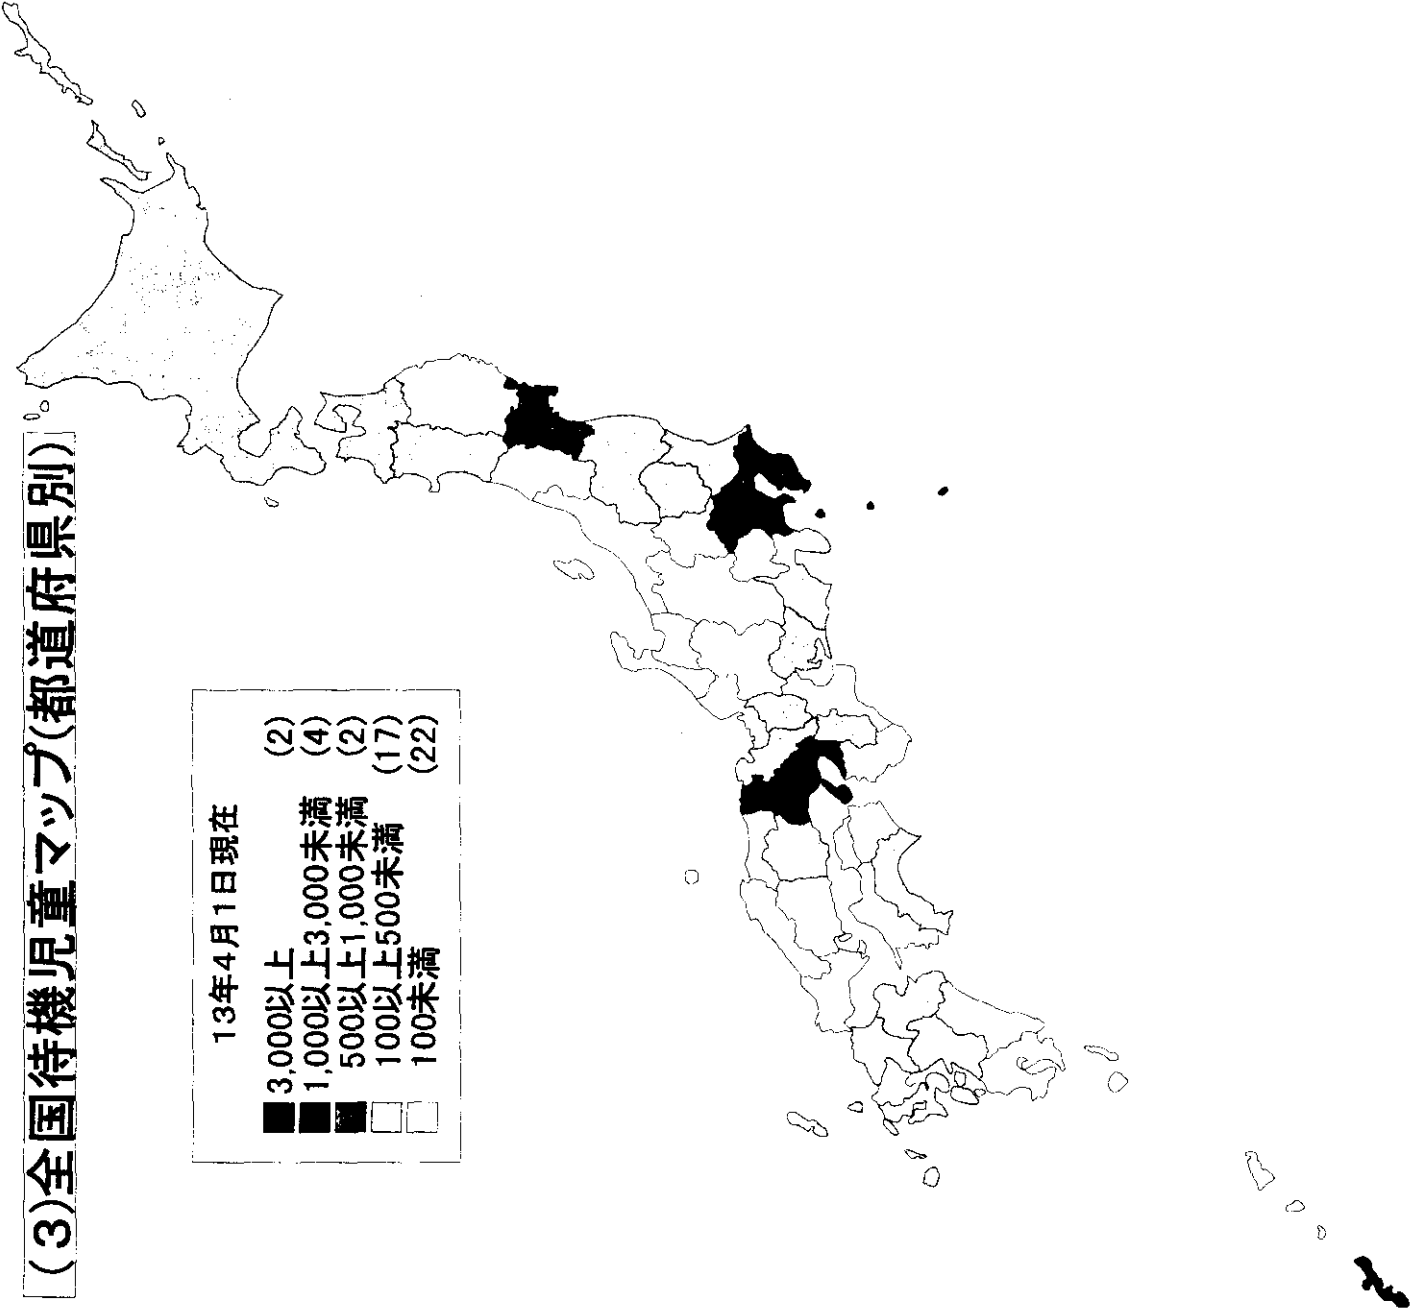 (3)全国待機児童マップ(都道府県別)
13年4月1日現在
3,000以上 (2)
1,000以上3,000未満 (4)
500以上1,000未満 (2)
100以上500未満 (17)
100未満 (22)